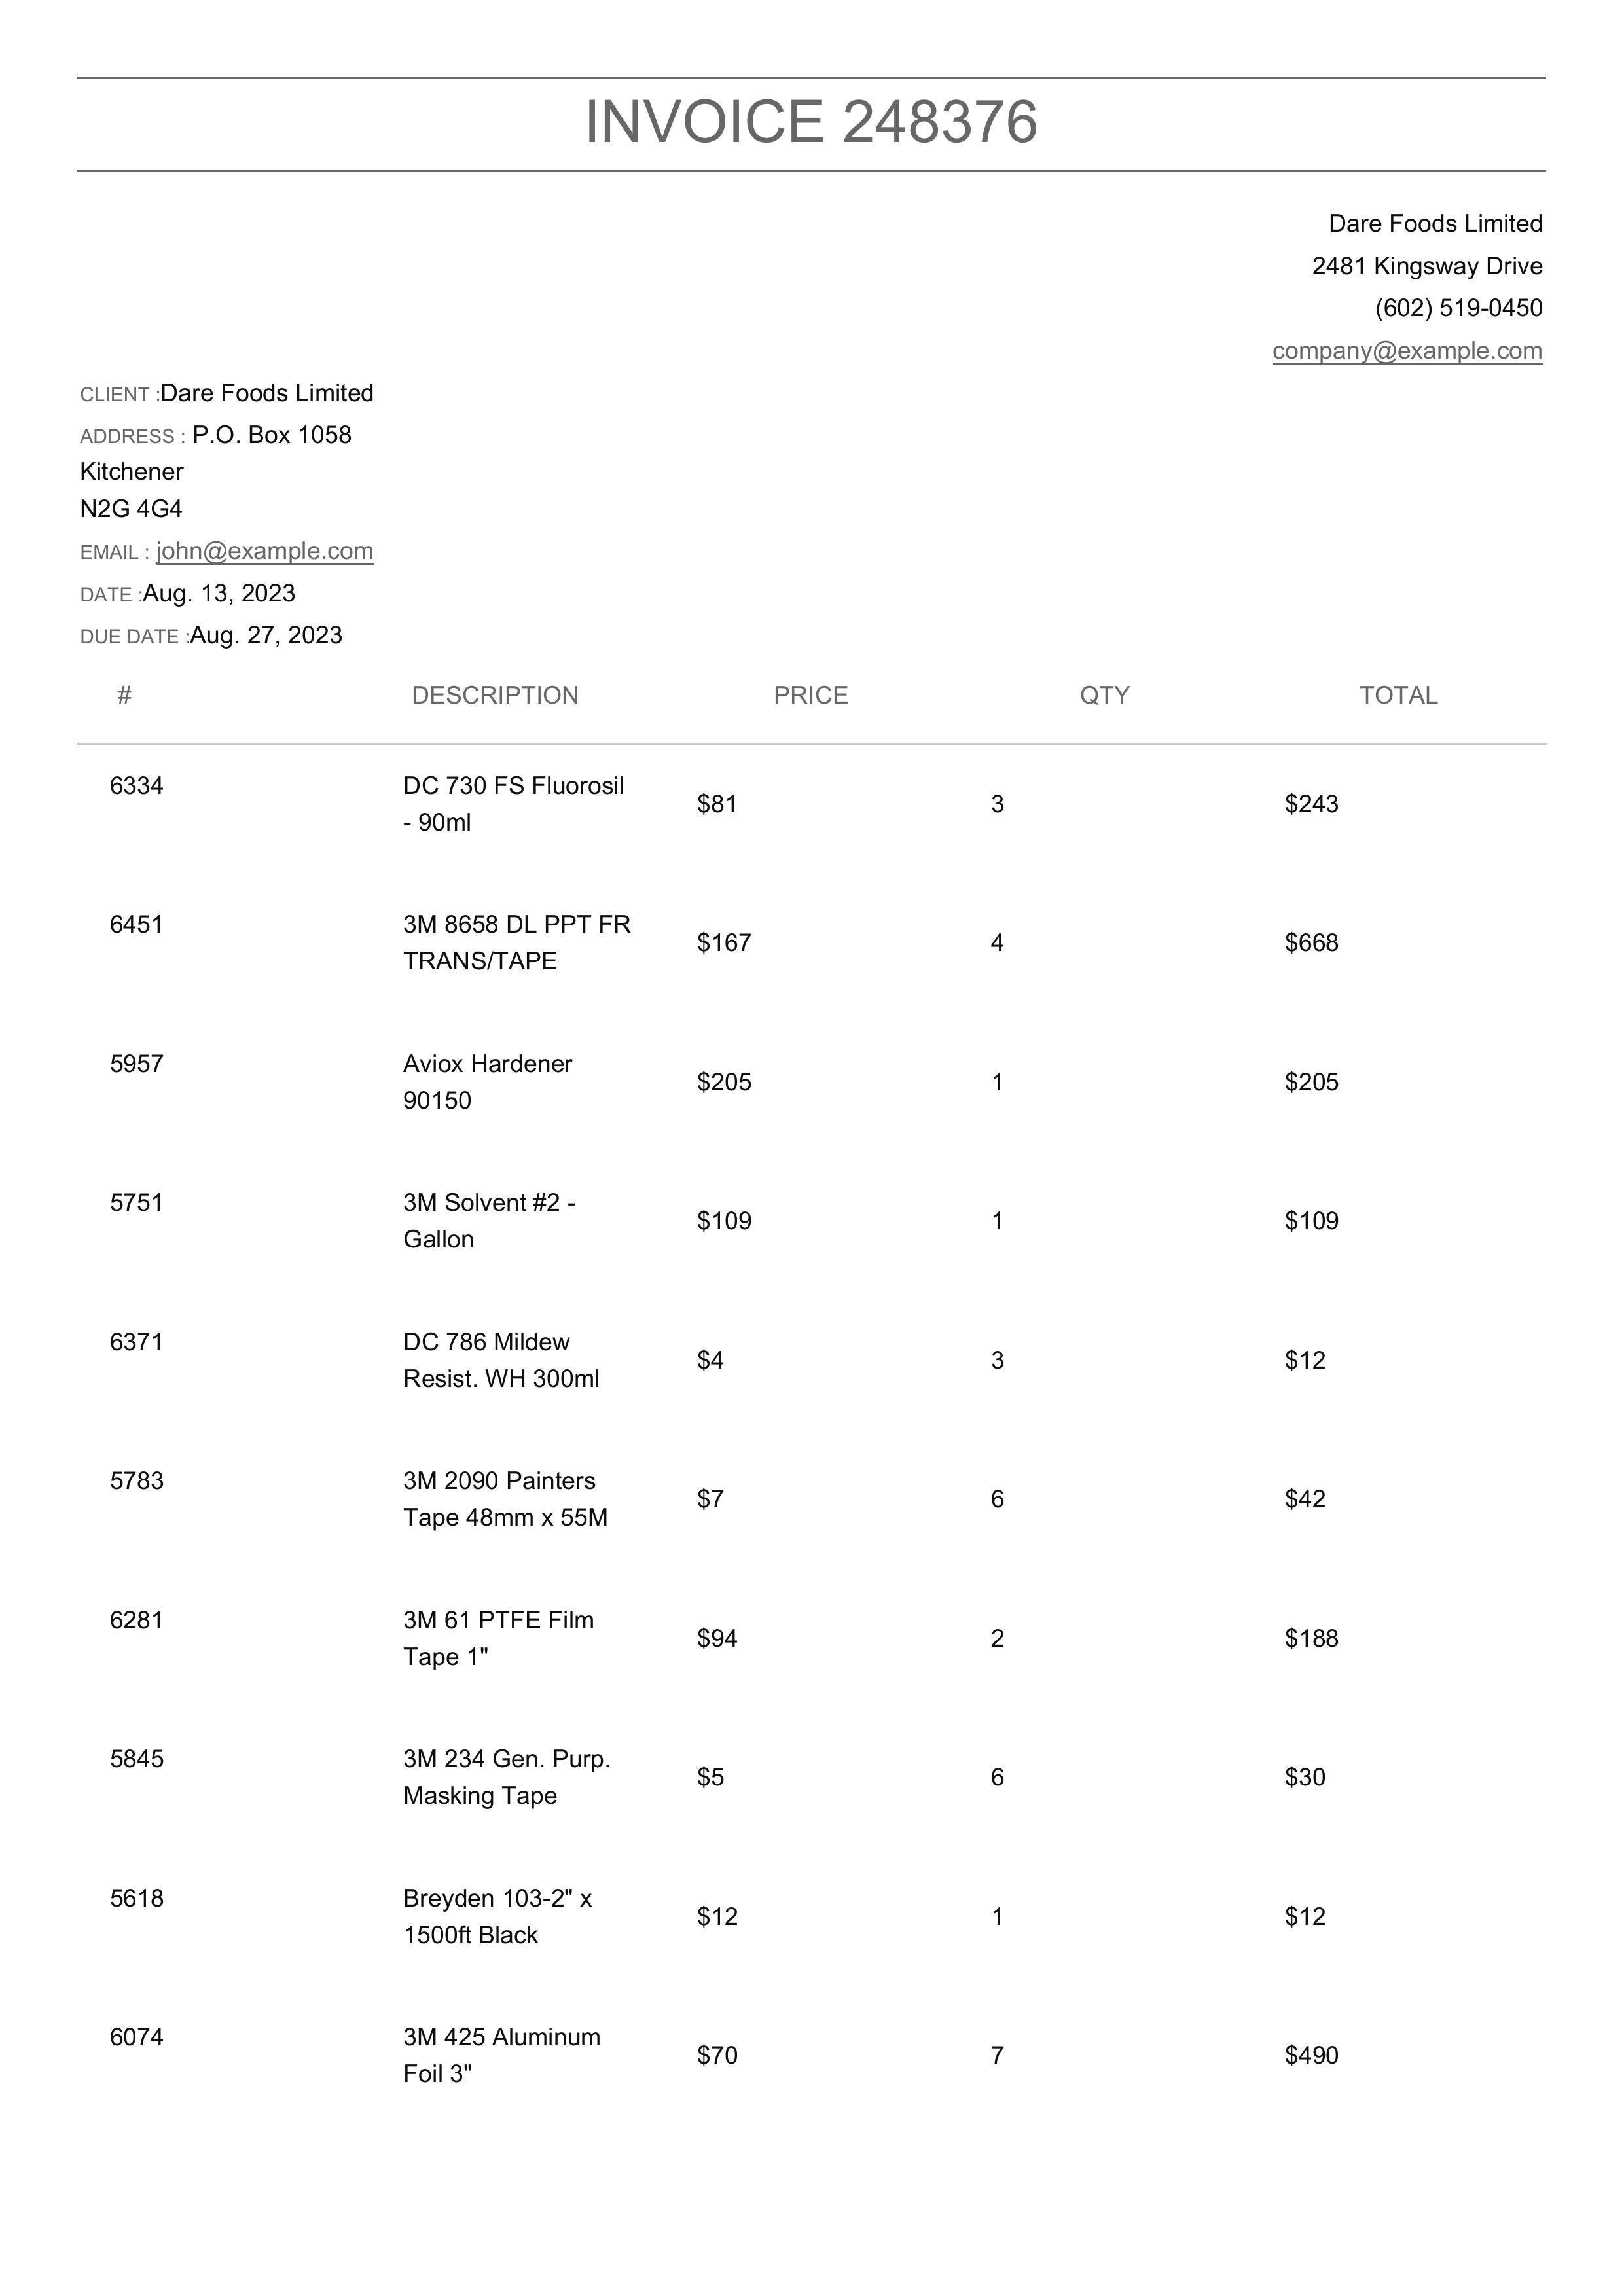 INVOICE 248376
Dare Foods Limited
2481 Kingsway Drive
(602) 519-0450
company@example.com
CLIENT :Dare Foods Limited
ADDRESS : P.O. Box 1058
Kitchener
N2G 4G4
EMAIL : john@example.com
DATE :Aug. 13, 2023
DUE DATE :Aug. 27, 2023
# DESCRIPTION PRICE QTY TOTAL
6334 DC 730 FS Fluorosil $81 3 $243
- 90ml
6451 3M 8658 DL PPT FR $167 4 $668
TRANS/TAPE
5957 Aviox Hardener $205 1 $205
90150
5751 3M Solvent #2 - $109 1 $109
Gallon
6371 DC 786 Mildew $4 3 $12
Resist. WH 300ml
5783 3M 2090 Painters $7 6 $42
Tape 48mm x 55M
6281 3M 61 PTFE Film $94 2 $188
Tape 1"
5845 3M 234 Gen. Purp. $5 6 $30
Masking Tape
5618 Breyden 103-2" x $12 1 $12
1500ft Black
6074 3M 425 Aluminum $70 7 $490
Foil 3"